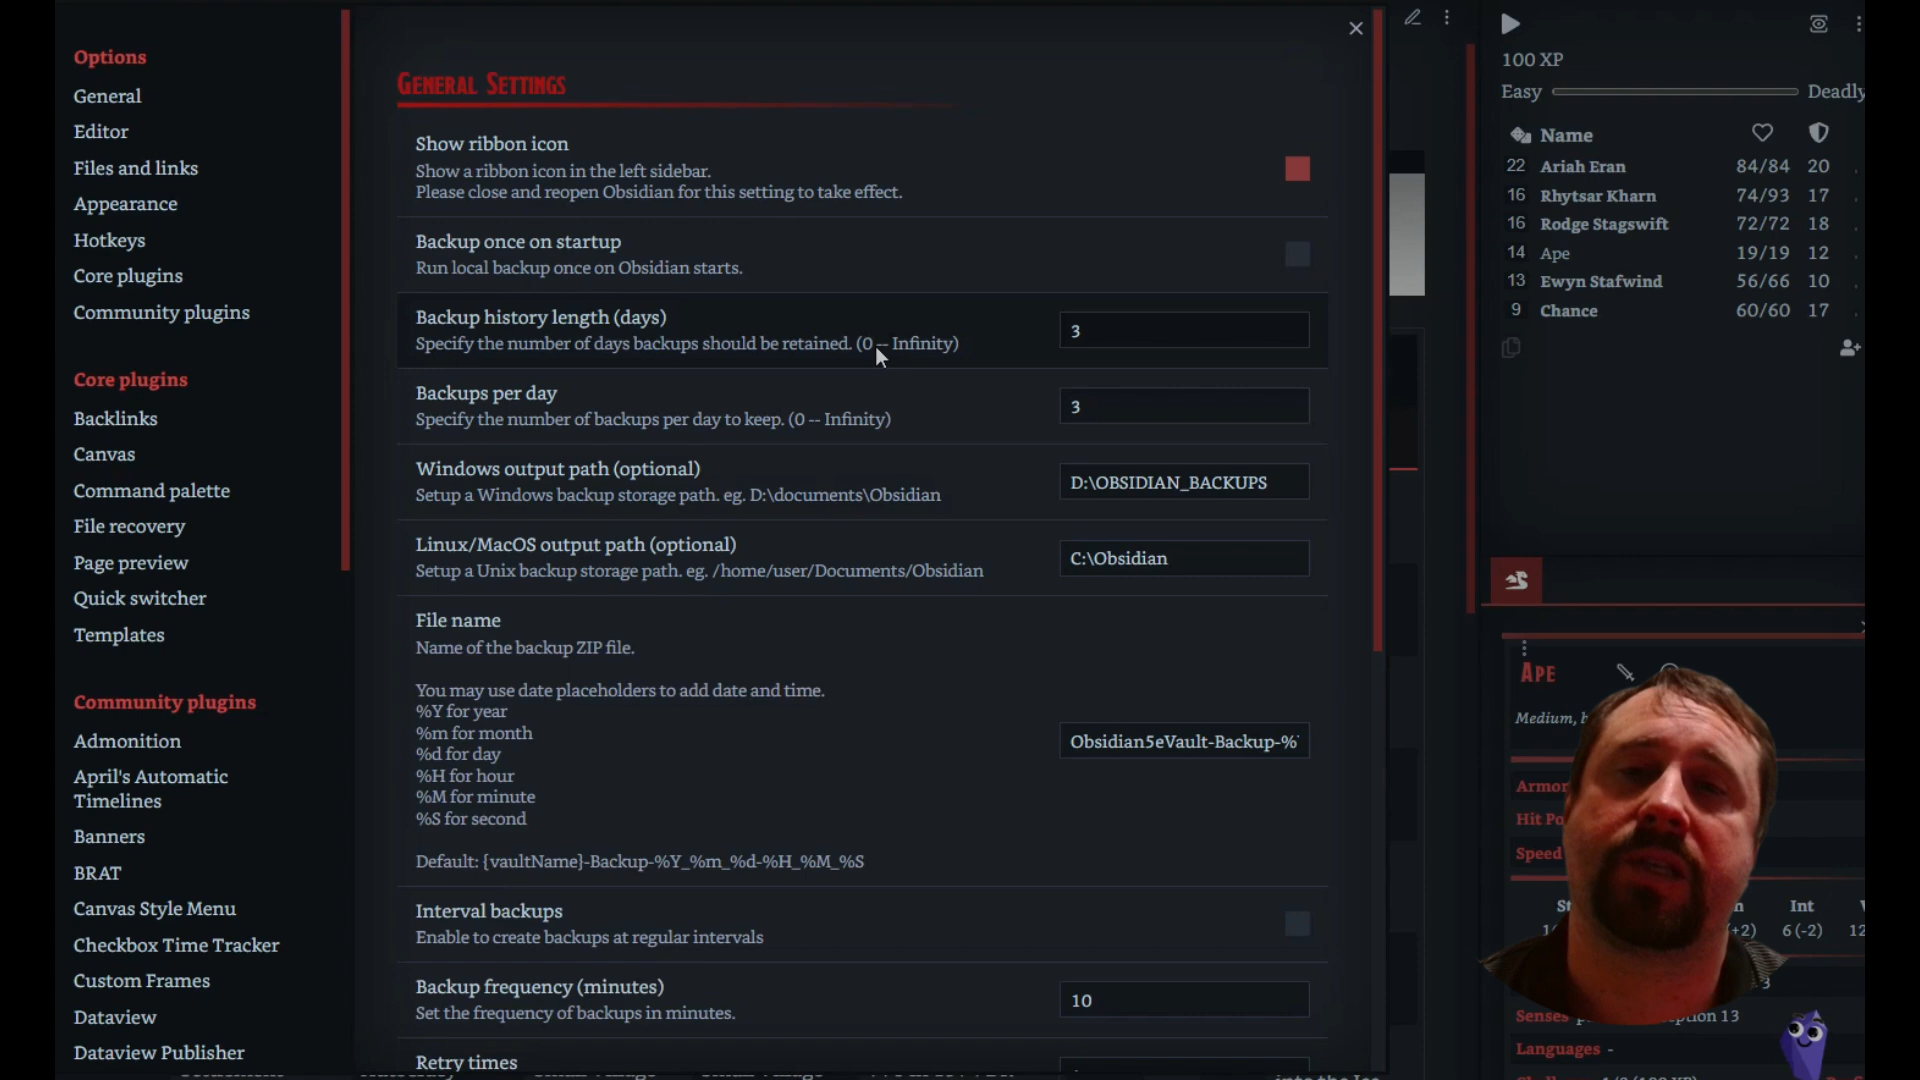 Options
General
Editor
Files and links
Appearance
Hotkeys
Core plugins
Community plugins
Core plugins
Backlinks
Canvas
Command palette
File recovery
Page preview
Quick switcher
Templates
Community plugins
Admonition
April's Automatic
Timelines
Banners
BRAT
Canvas Style Menu
Checkbox Time Tracker
Custom Frames
Dataview
Dataview Publisher
General Settings
Show ribbon icon
Show a ribbon icon in the left sidebar.
Please close and reopen Obsidian for this setting to take effect.
Backup once on startup
Run local backup once on Obsidian starts.
Backup history length (days)
Specify the number of days backups should be retained. (0 -- Infinity)
3
Backups per day
Specify the number of backups per day to keep. (0 -- Infinity)
3
Windows output path (optional)
Setup a Windows backup storage path. eg. D:\documents\Obsidian
D:\OBSIDIAN_BACKUPS
Linux/MacOS output path (optional)
Setup a Unix backup storage path. eg. /home/user/Documents/Obsidian
C:\Obsidian
File name
Name of the backup ZIP file.
You may use date placeholders to add date and time.
%Y for year
%m for month
%d for day
%H for hour
%M for minute
%S for second
Default: {vaultName}-Backup-%Y_%m_%d-%H_%M_%S
Obsidian5eVault-Backup-%
Interval backups
Enable to create backups at regular intervals
Backup frequency (minutes)
Set the frequency of backups in minutes.
10
Retry times
100 XP
Easy Deadly
Name
22 Ariah Eran 84/84 20
16 Rhytsar Kharn 74/93 17
16 Rodge Stagswift 72/72 18
14 Ape 19/19 12
13 Ewyn Stafwind 56/66 10
9 Chance 60/60 17
Ape
Medium,
Armor
Hit Po
Speed
St Int
(+2) 6 (-2) 12
3
Senses 13
Languages -